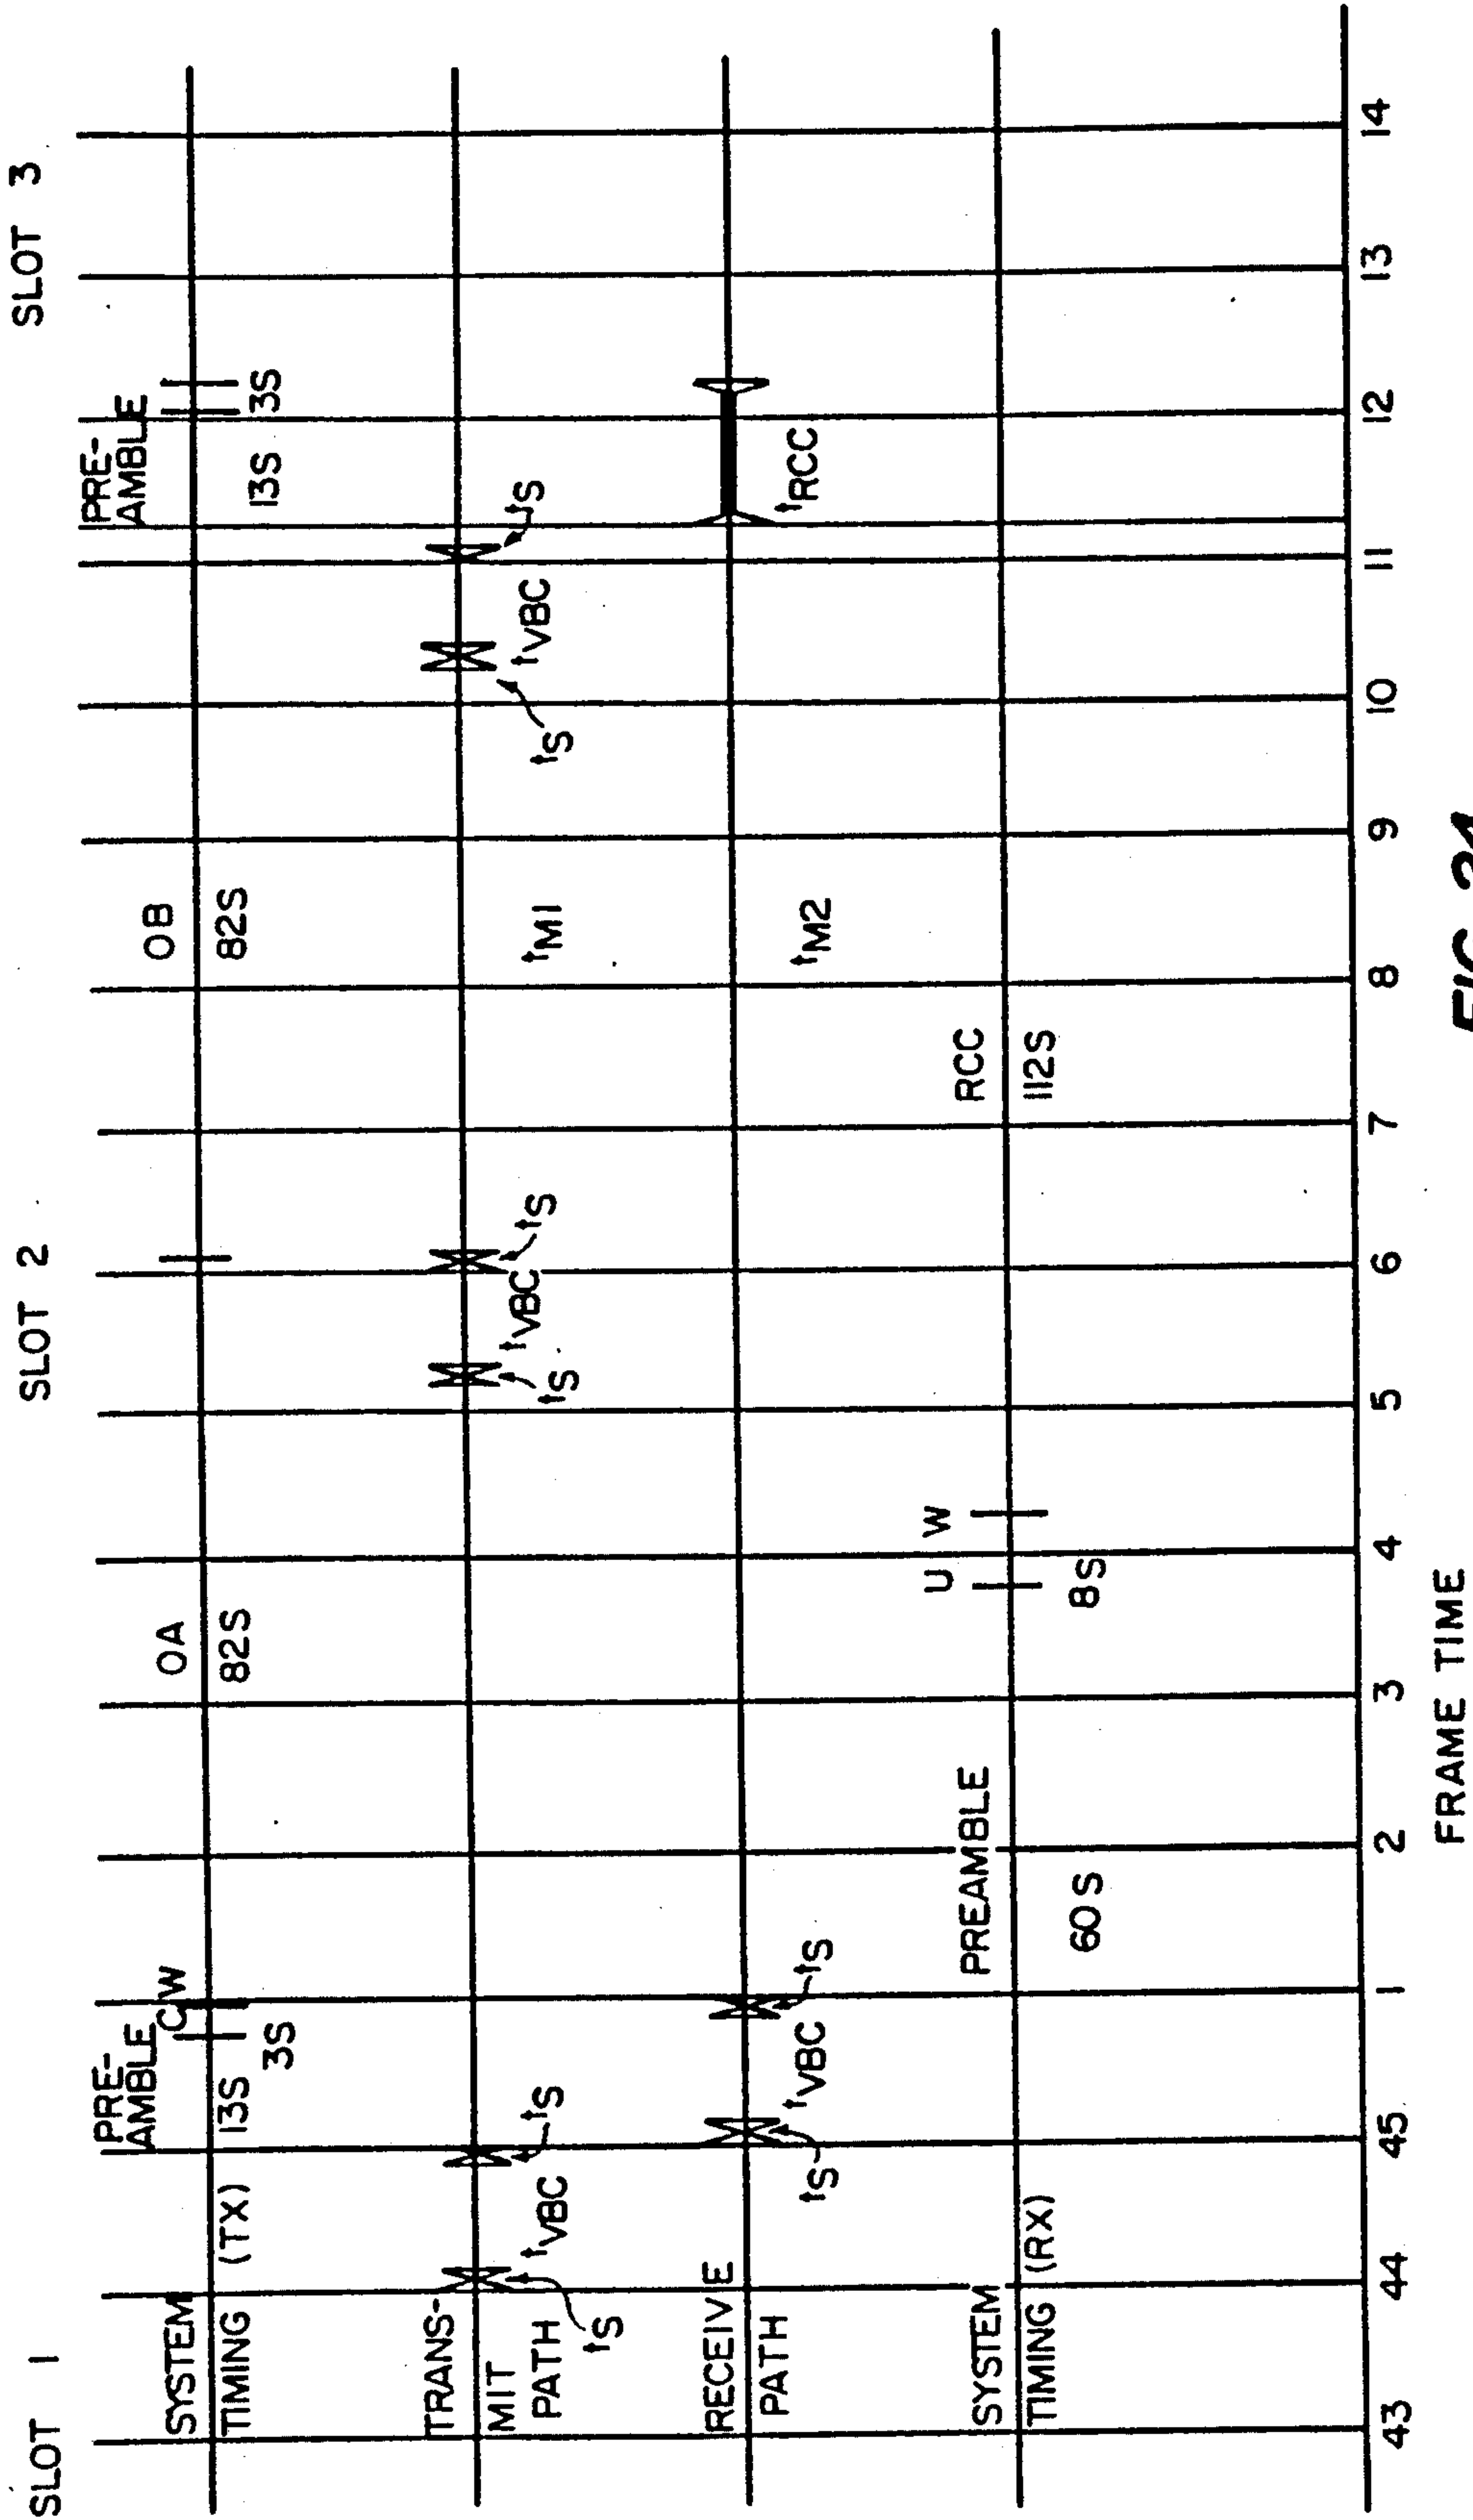 SLOT 1
SLOT 2
SLOT 3
PRE-
AMBLE
CW
PRE-
AMBLE
SYSTEM
TIMING (TX)
13S
3S
0A
82S
0B
82S
13S
3S
TRANS-
MIT
PATH
tS
tVBC
tS
tS
tVBC
tS
tM1
tS
tVBC
tS
RECEIVE
PATH
tS
tVBC
tS
tM2
tRCC
SYSTEM
TIMING (RX)
PREAMBLE
60S
U W
8S
RCC
112S
43 44 45 1 2 3 4 5 6 7 8 9 10 11 12 13 14
FRAME TIME